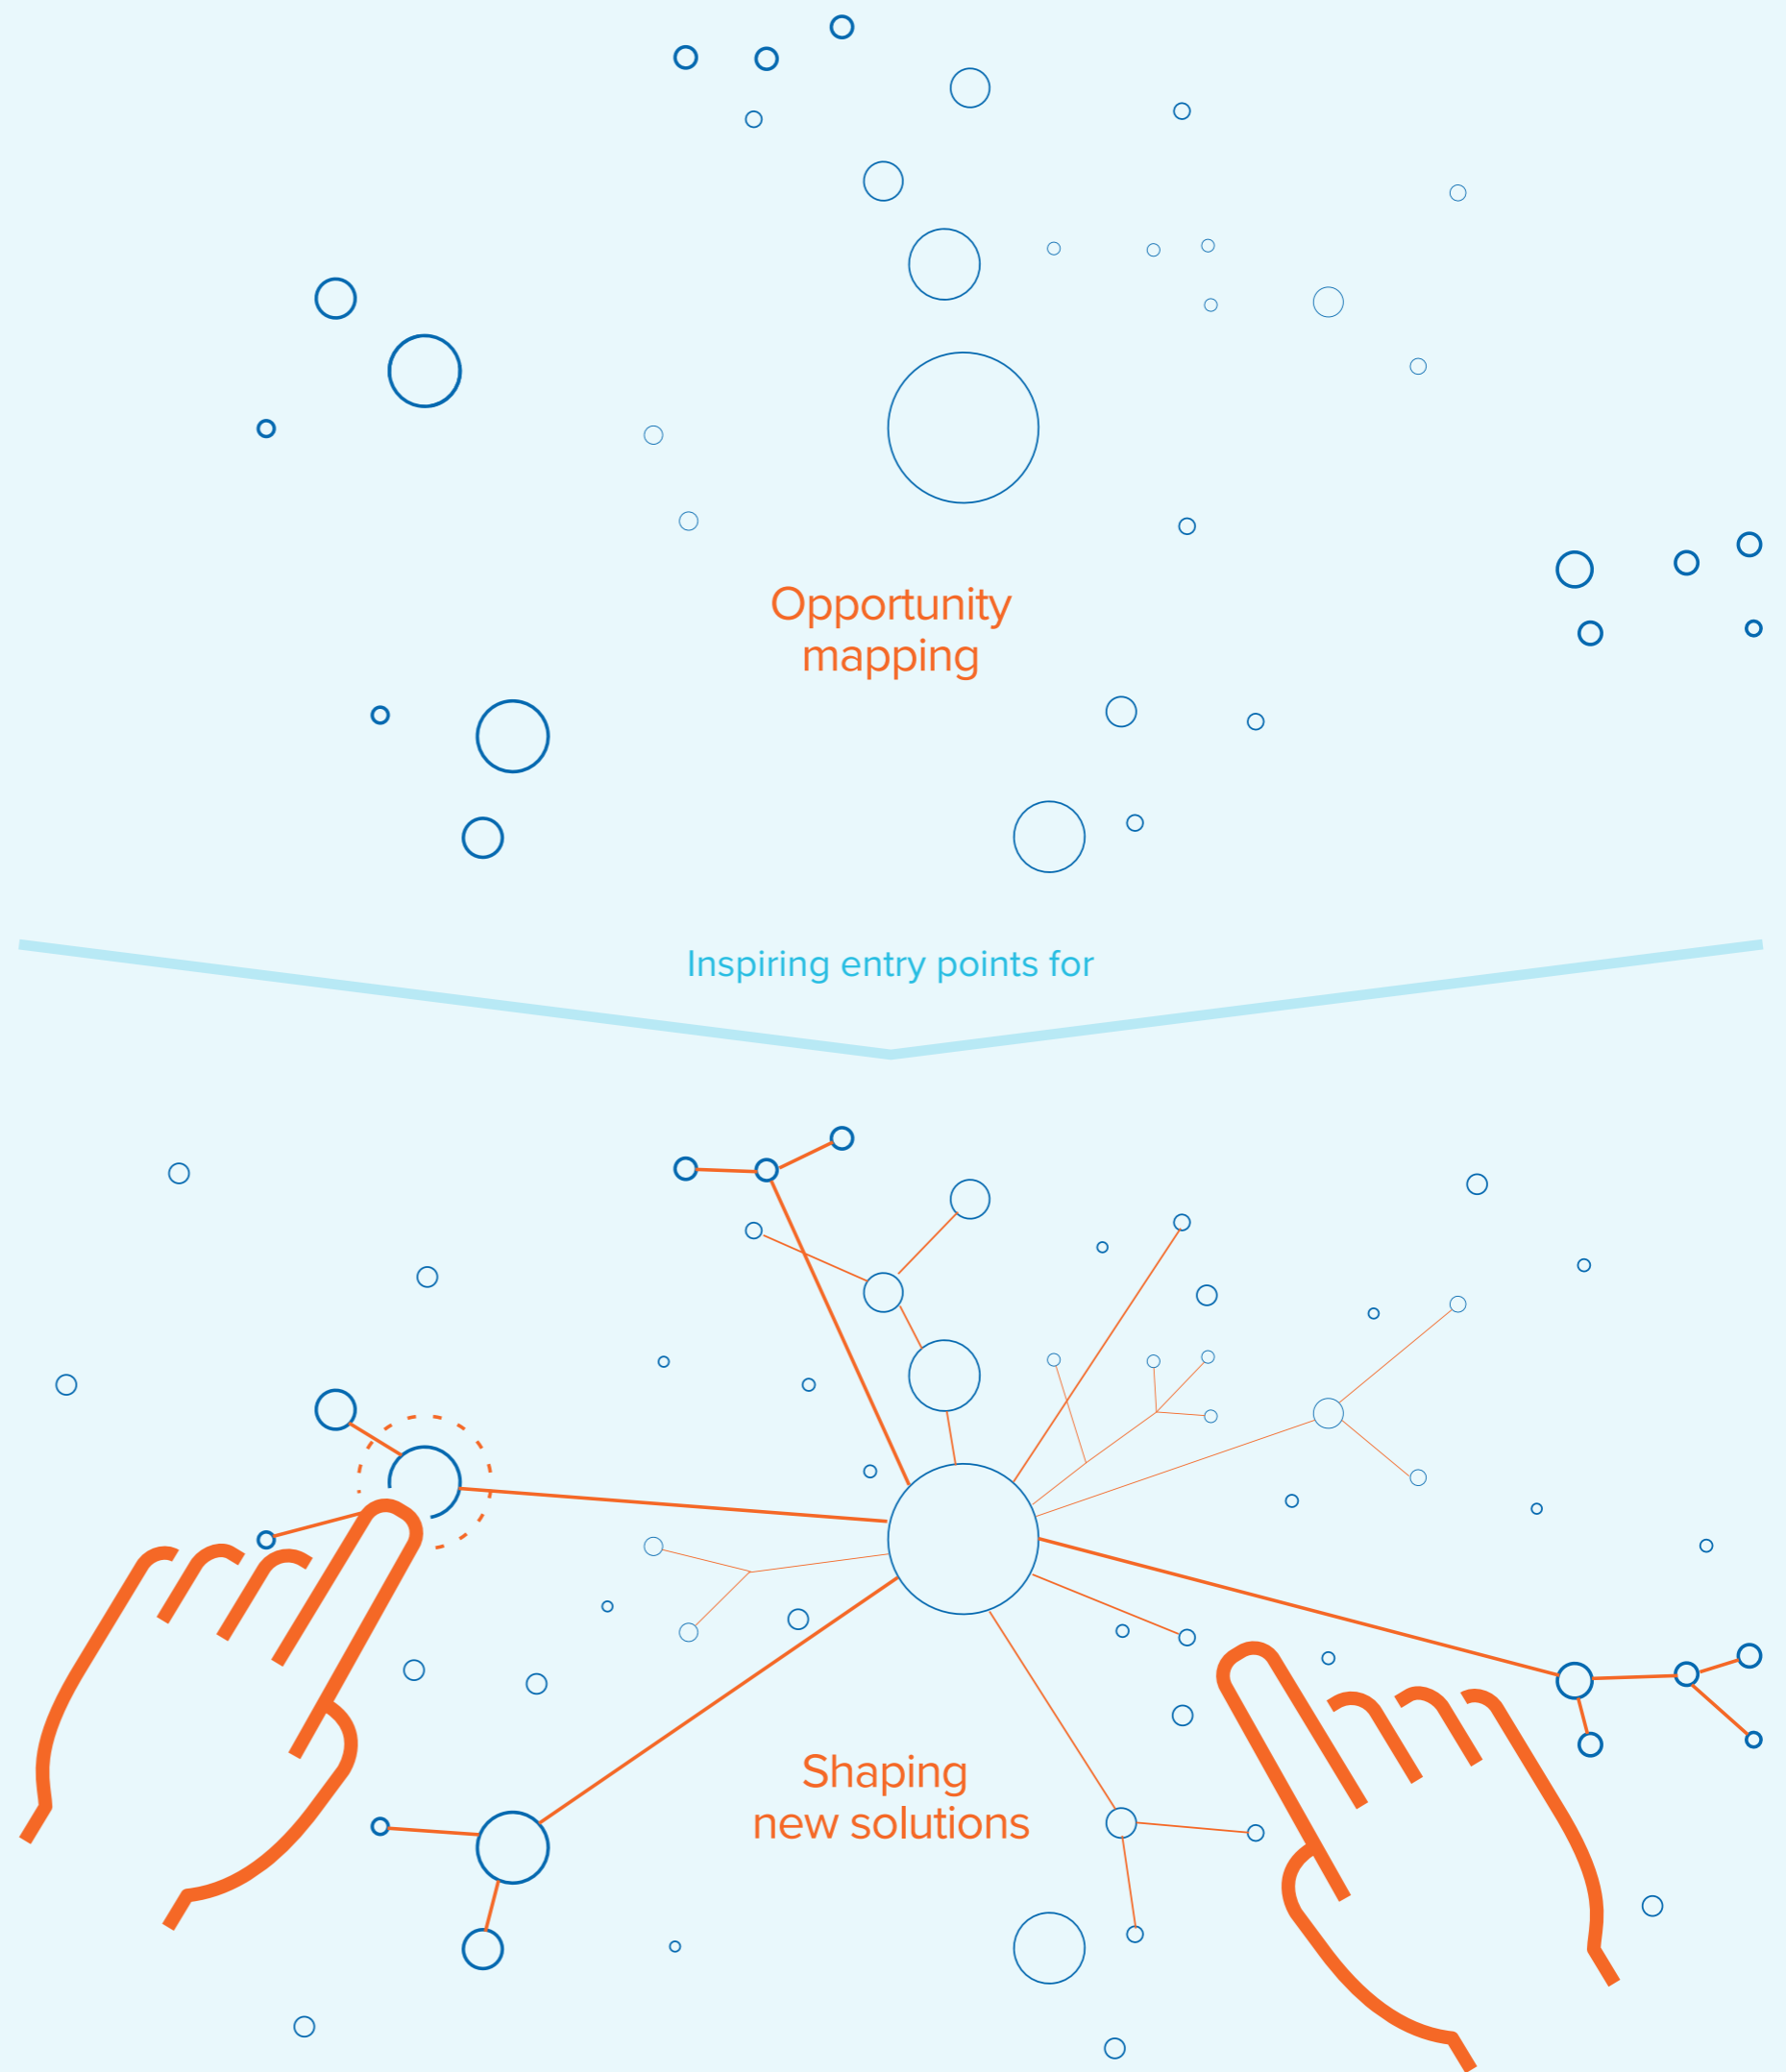 Opportunity
mapping
Inspiring entry points for
Shaping
new solutions